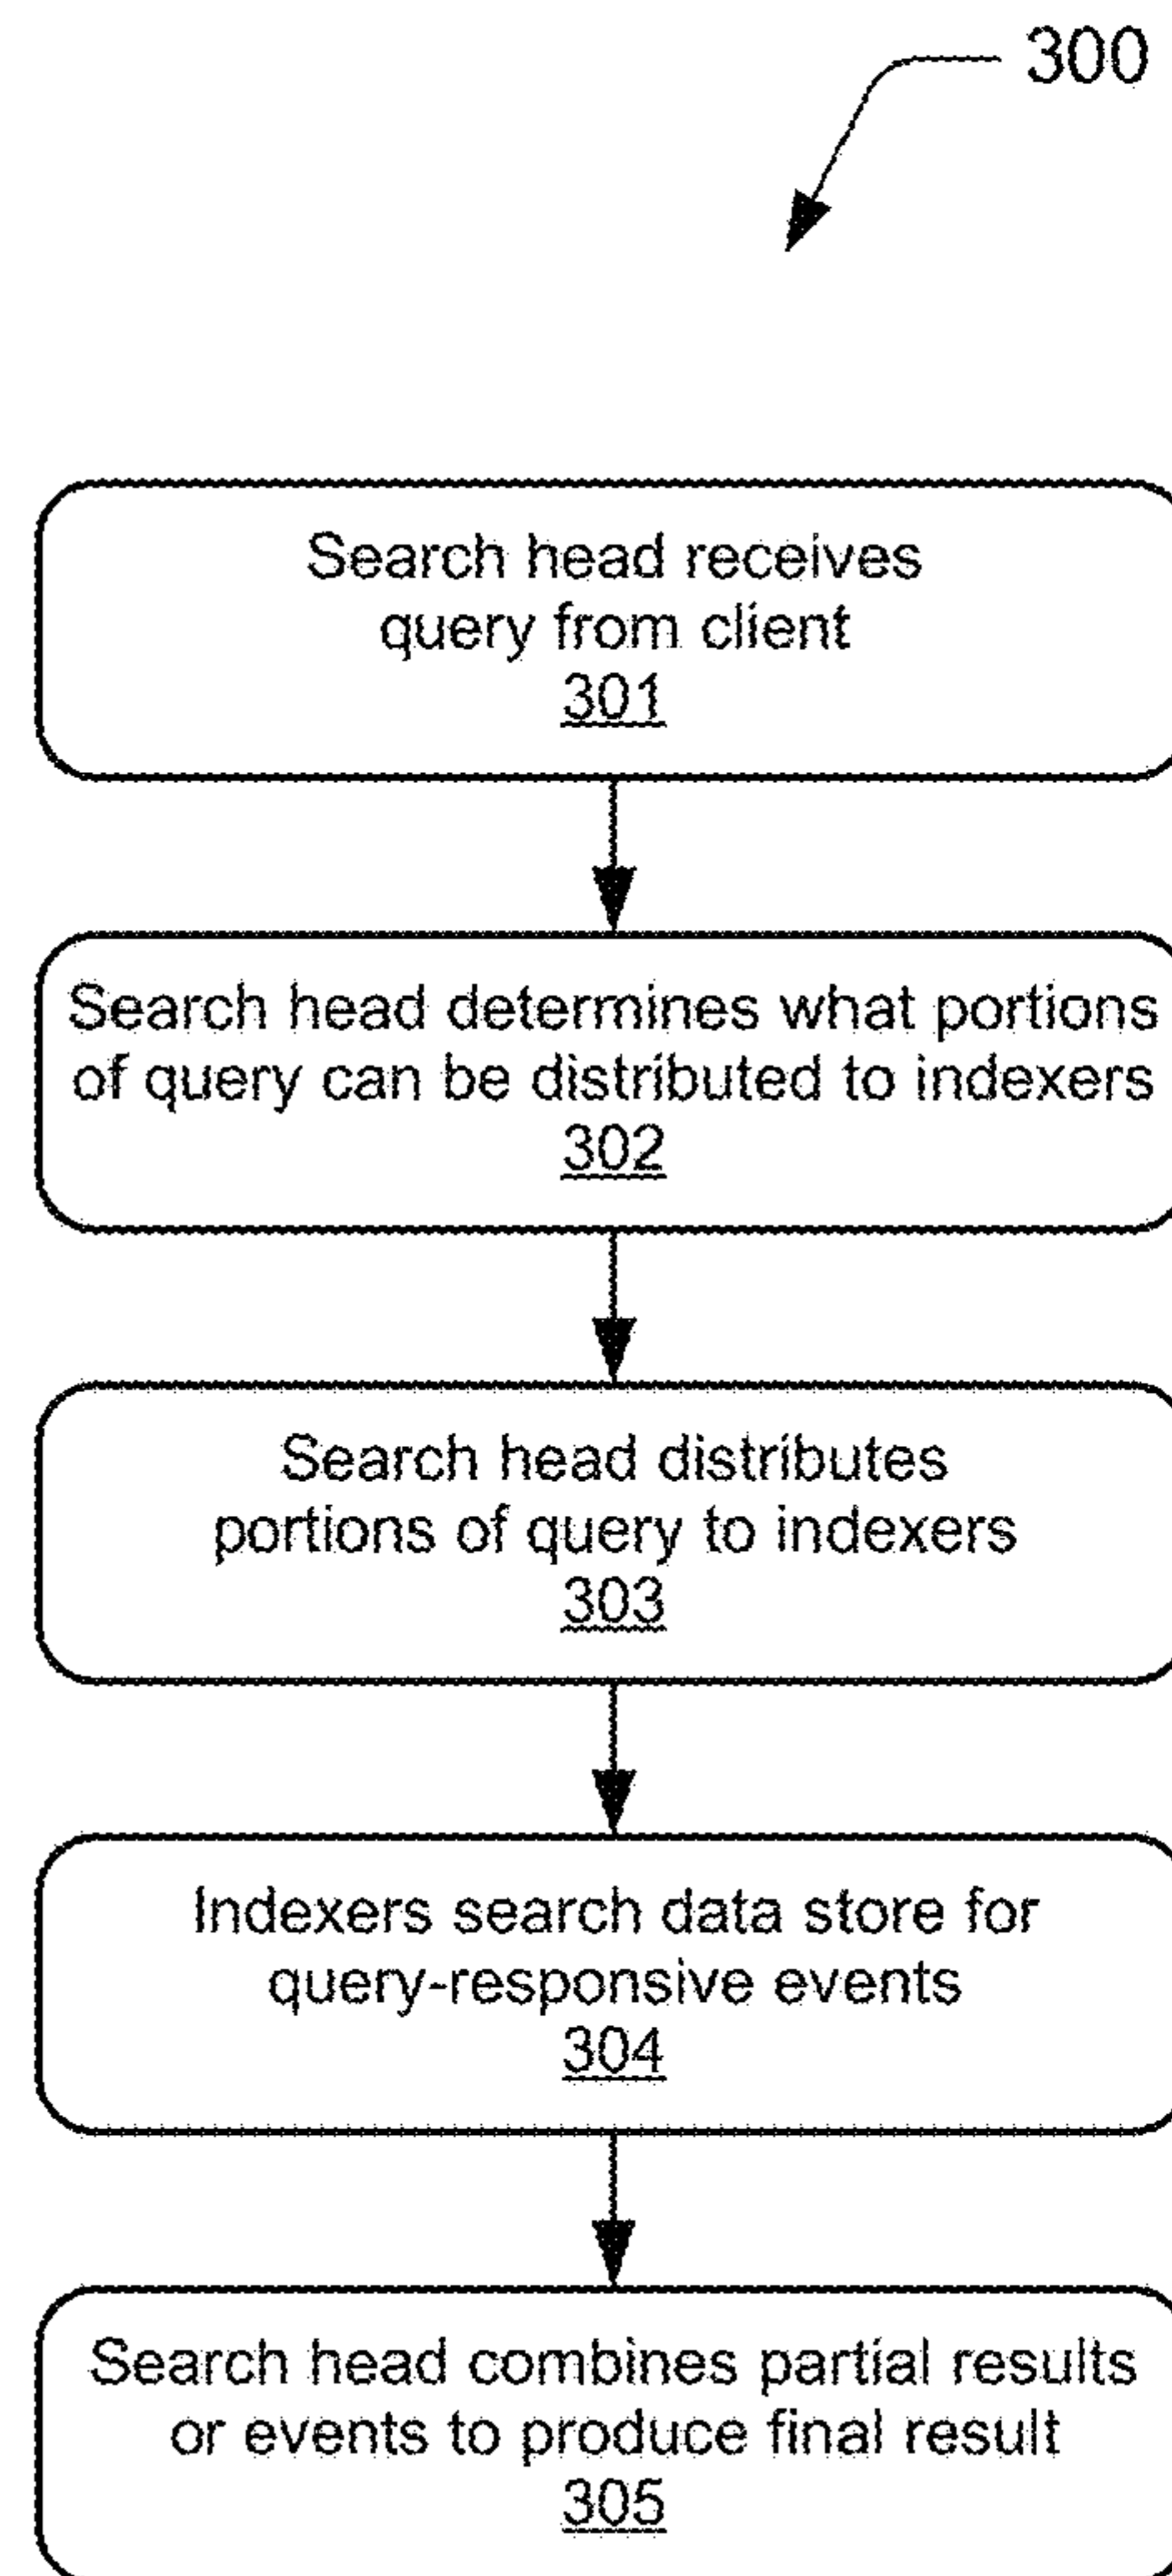 300
Search head receives
query from client
301
Search head determines what portions
of query can be distributed to indexers
302
Search head distributes
portions of query to indexers
303
Indexers search data store for
query-responsive events
304
Search head combines partial results
or events to produce final result
305